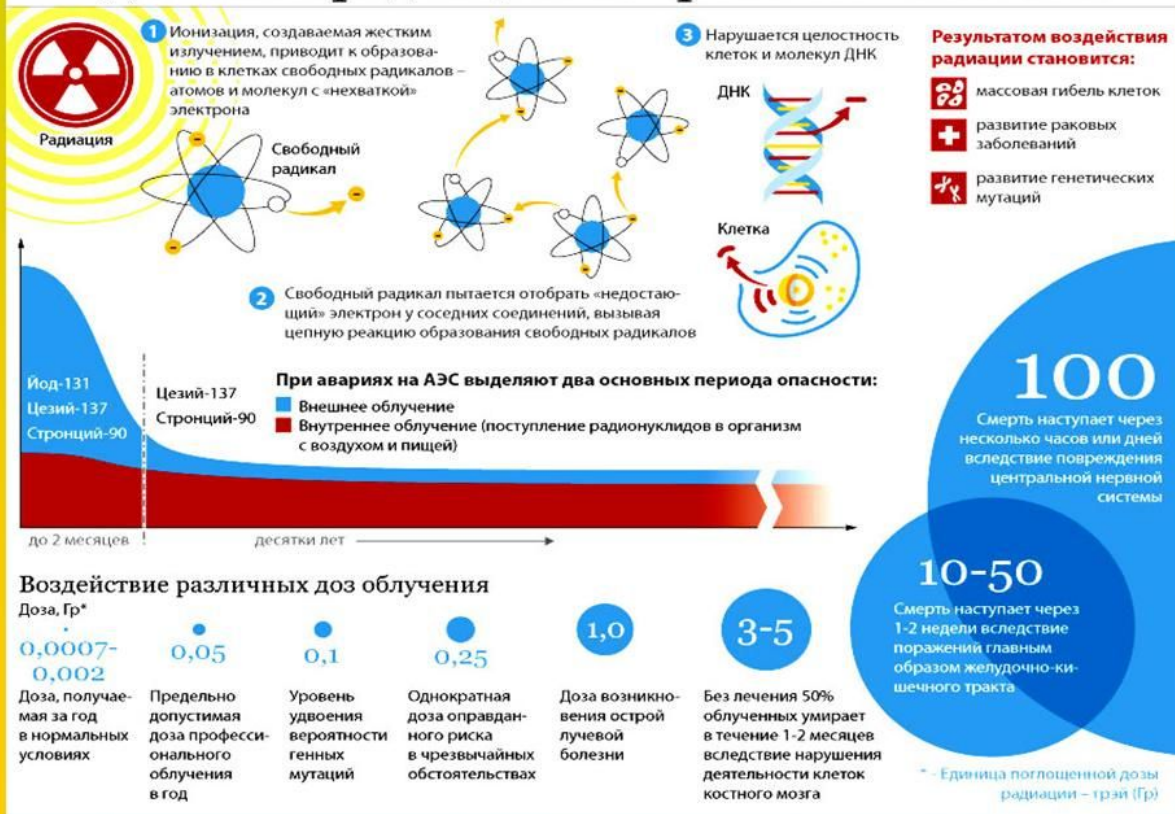 Радиация
1
Ионизация, создаваемая жестким
излучением, приводит к образова-
нию в клетках свободных радикалов –
атомов и молекул с «нехваткой»
электрона
Свободный
радикал
2
Свободный радикал пытается отобрать «недостаю-
щий» электрон у соседних соединений, вызывая
цепную реакцию образования свободных радикалов
3
Нарушается целостность
клеток и молекул ДНК
ДНК
Клетка
Результатом воздействия
радиации становится:
массовая гибель клеток
развитие раковых
заболеваний
развитие генетических
мутаций
Йод-131
Цезий-137
Стронций-90
Цезий-137
Стронций-90
При авариях на АЭС выделяют два основных периода опасности:
Внешнее облучение
Внутреннее облучение (поступление радионуклидов в организм
с воздухом и пищей)
до 2 месяцев
десятки лет
Воздействие различных доз облучения
Доза, Гр*
0,0007-
0,002
Доза, получае-
мая за год
в нормальных
условиях
0,05
Предельно
допустимая
доза професси-
онального
облучения
в год
0,1
Уровень
удвоения
вероятности
генных
мутаций
0,25
Однократная
доза оправдан-
ного риска
в чрезвычайных
обстоятельствах
1,0
Доза возникно-
вения острой
лучевой
болезни
3-5
Без лечения 50%
облученных умирает
в течение 1-2 месяцев
вследствие нарушения
деятельности клеток
костного мозга
10-50
Смерть наступает через
1-2 недели вследствие
поражений главным
образом желудочно-ки-
шечного тракта
100
Смерть наступает через
несколько часов или дней
вследствие повреждения
центральной нервной
системы
* - Единица поглощенной дозы
радиации – грэй (Гр)